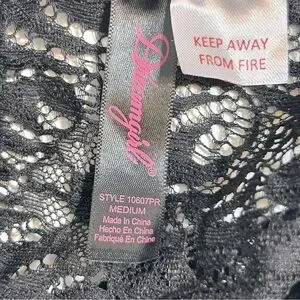 Dreamgirl®
STYLE 10607PR
MEDIUM
Made In China
Hecho En China
Fabriqué En Chine
KEEP AWAY
FROM FIRE